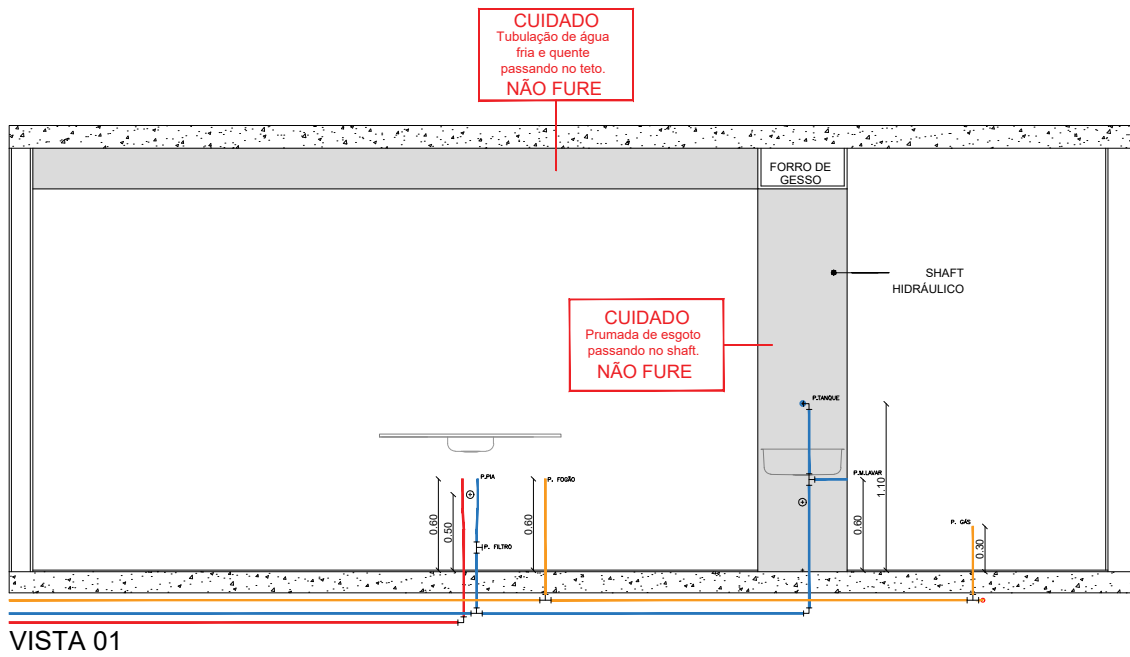 CUIDADO
Tubulação de água
fria e quente
passando no teto.
NÃO FURE
FORRO DE
GESSO
SHAFT
HIDRÁULICO
CUIDADO
Prumada de esgoto
passando no shaft.
NÃO FURE
P.TANQUE
P.PIA
P. FOGÃO
P.M.LAVAR
1.10
0.60
0.50
0.60
0.60
P. GÁS
0.30
P. FILTRO
VISTA 01